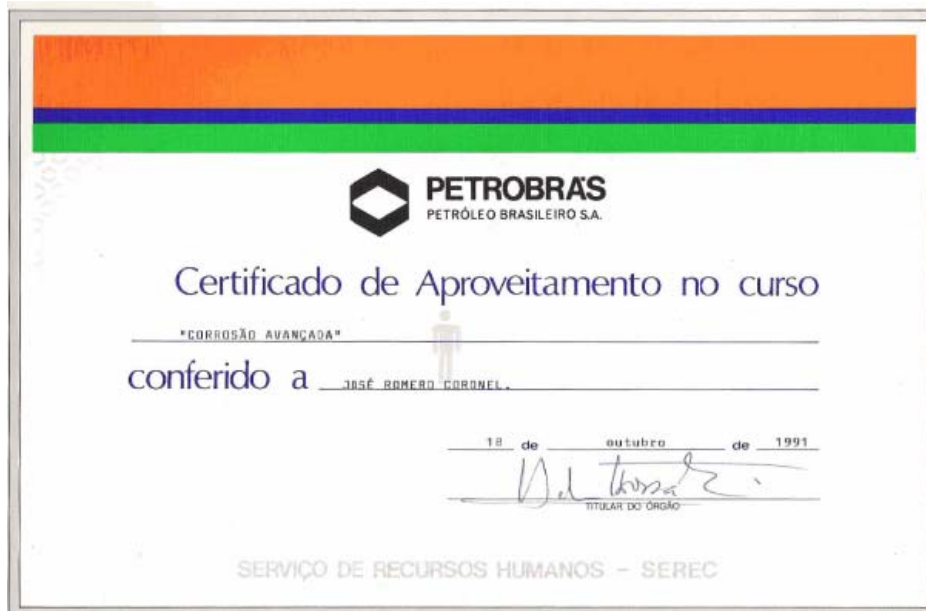 PETROBRÁS
PETRÓLEO BRASILEIRO S.A.
Certificado de Aproveitamento no curso
"CORROSÃO AVANÇADA"
conferido a JOSÉ ROMERO CORONEL.
18 de outubro de 1991
TITULAR DO ÓRGÃO
SERVIÇO DE RECURSOS HUMANOS – SEREC